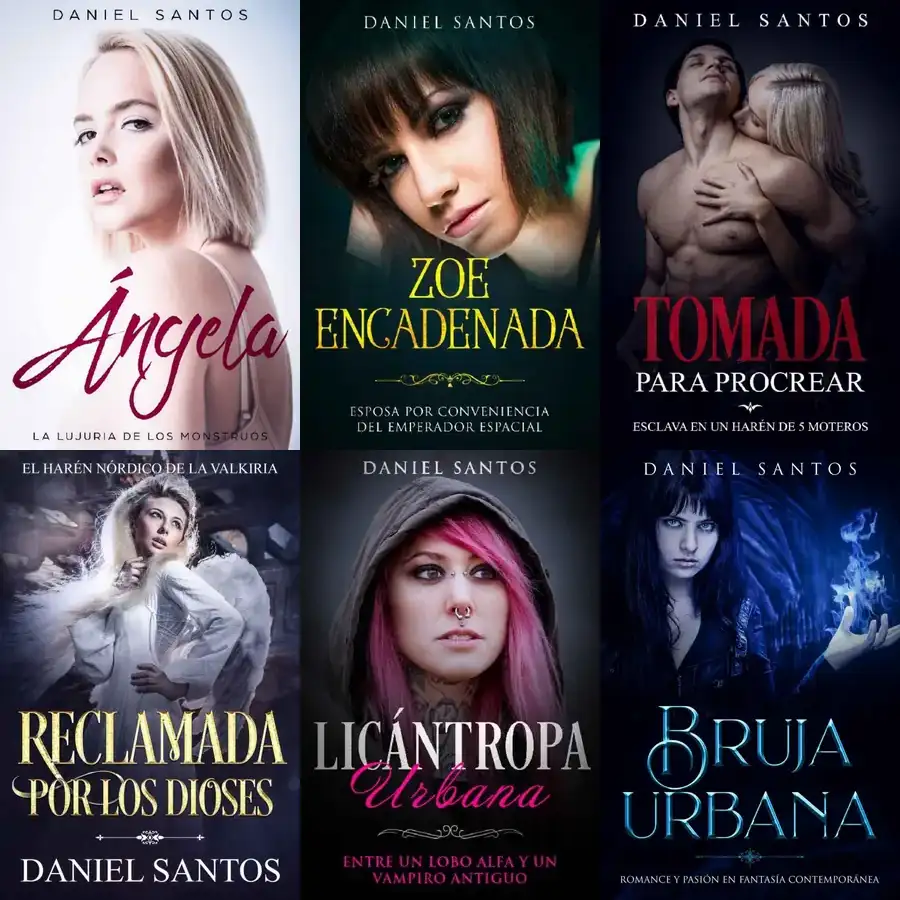 DANIEL SANTOS
Ángela
LA LUJURIA DE LOS MONSTRUOS
DANIEL SANTOS
ZOE
ENCADENADA
ESPOSA POR CONVENIENCIA
DEL EMPERADOR ESPACIAL
DANIEL SANTOS
TOMADA
PARA PROCREAR
ESCLAVA EN UN HARÉN DE 5 MOTEROS
EL HARÉN NÓRDICO DE LA VALKIRIA
RECLAMADA
POR LOS DIOSES
DANIEL SANTOS
DANIEL SANTOS
LICÁNTROPA
Urbana
ENTRE UN LOBO ALFA Y UN
VAMPIRO ANTIGUO
DANIEL SANTOS
BRUJA
URBANA
ROMANCE Y PASIÓN EN FANTASÍA CONTEMPORÁNEA